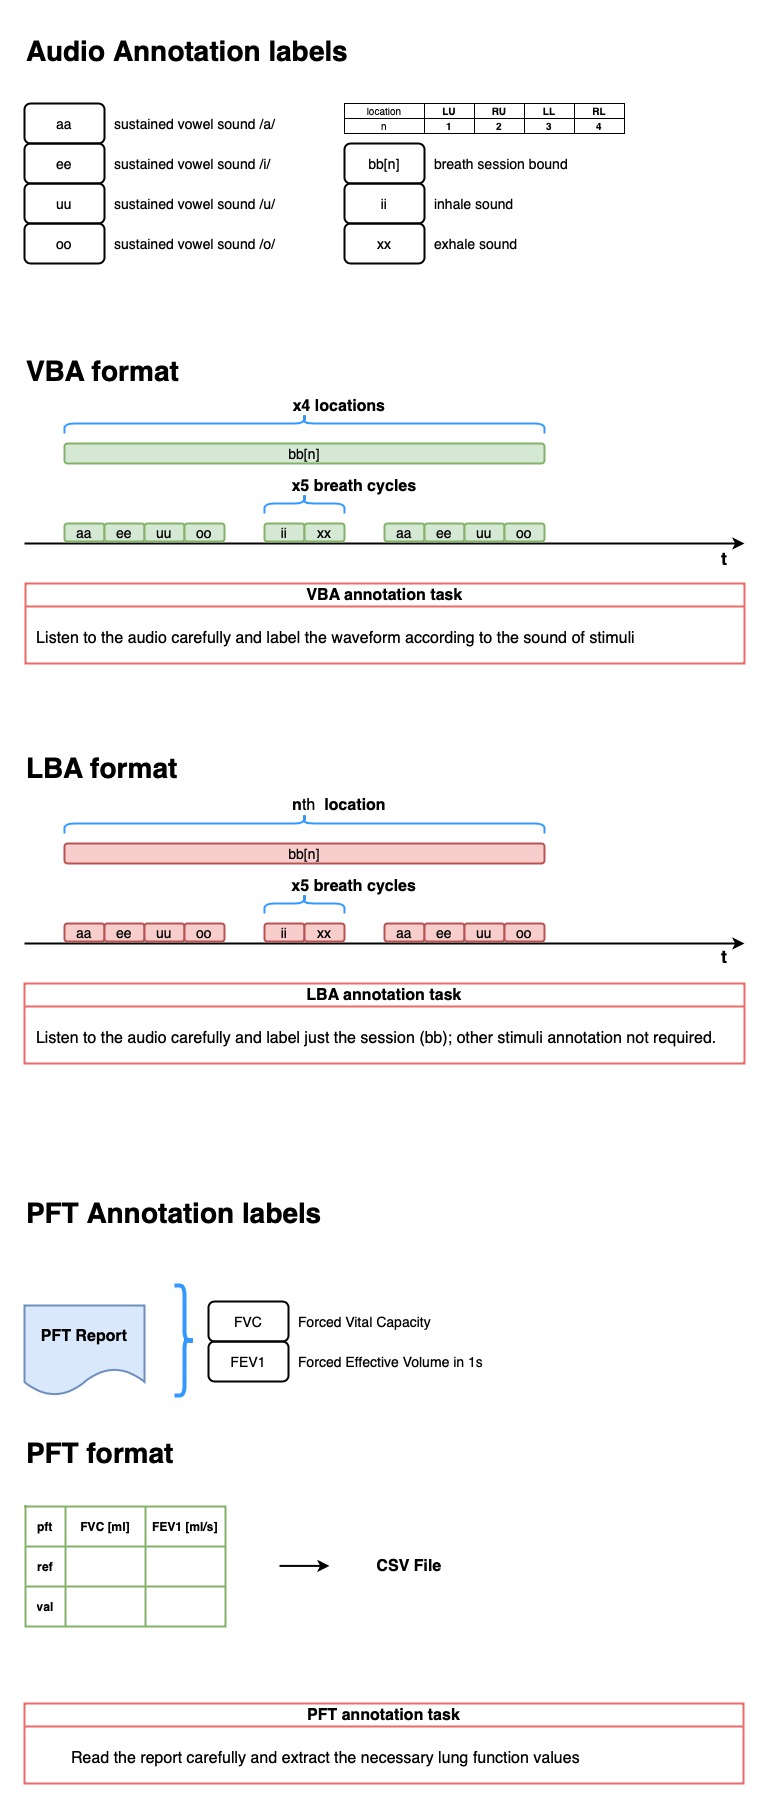 Audio Annotation labels
aa sustained vowel sound /a/
ee sustained vowel sound /i/
uu sustained vowel sound /u/
oo sustained vowel sound /o/
location LU RU LL RL
n 1 2 3 4
bb[n] breath session bound
ii inhale sound
xx exhale sound
VBA format
x4 locations
bb[n]
x5 breath cycles
aa ee uu oo ii xx aa ee uu oo
t
VBA annotation task
Listen to the audio carefully and label the waveform according to the sound of stimuli
LBA format
nth location
bb[n]
x5 breath cycles
aa ee uu oo ii xx aa ee uu oo
t
LBA annotation task
Listen to the audio carefully and label just the session (bb); other stimuli annotation not required.
PFT Annotation labels
PFT Report
FVC Forced Vital Capacity
FEV1 Forced Effective Volume in 1s
PFT format
pft FVC [ml] FEV1 [ml/s]
ref
val
CSV File
PFT annotation task
Read the report carefully and extract the necessary lung function values